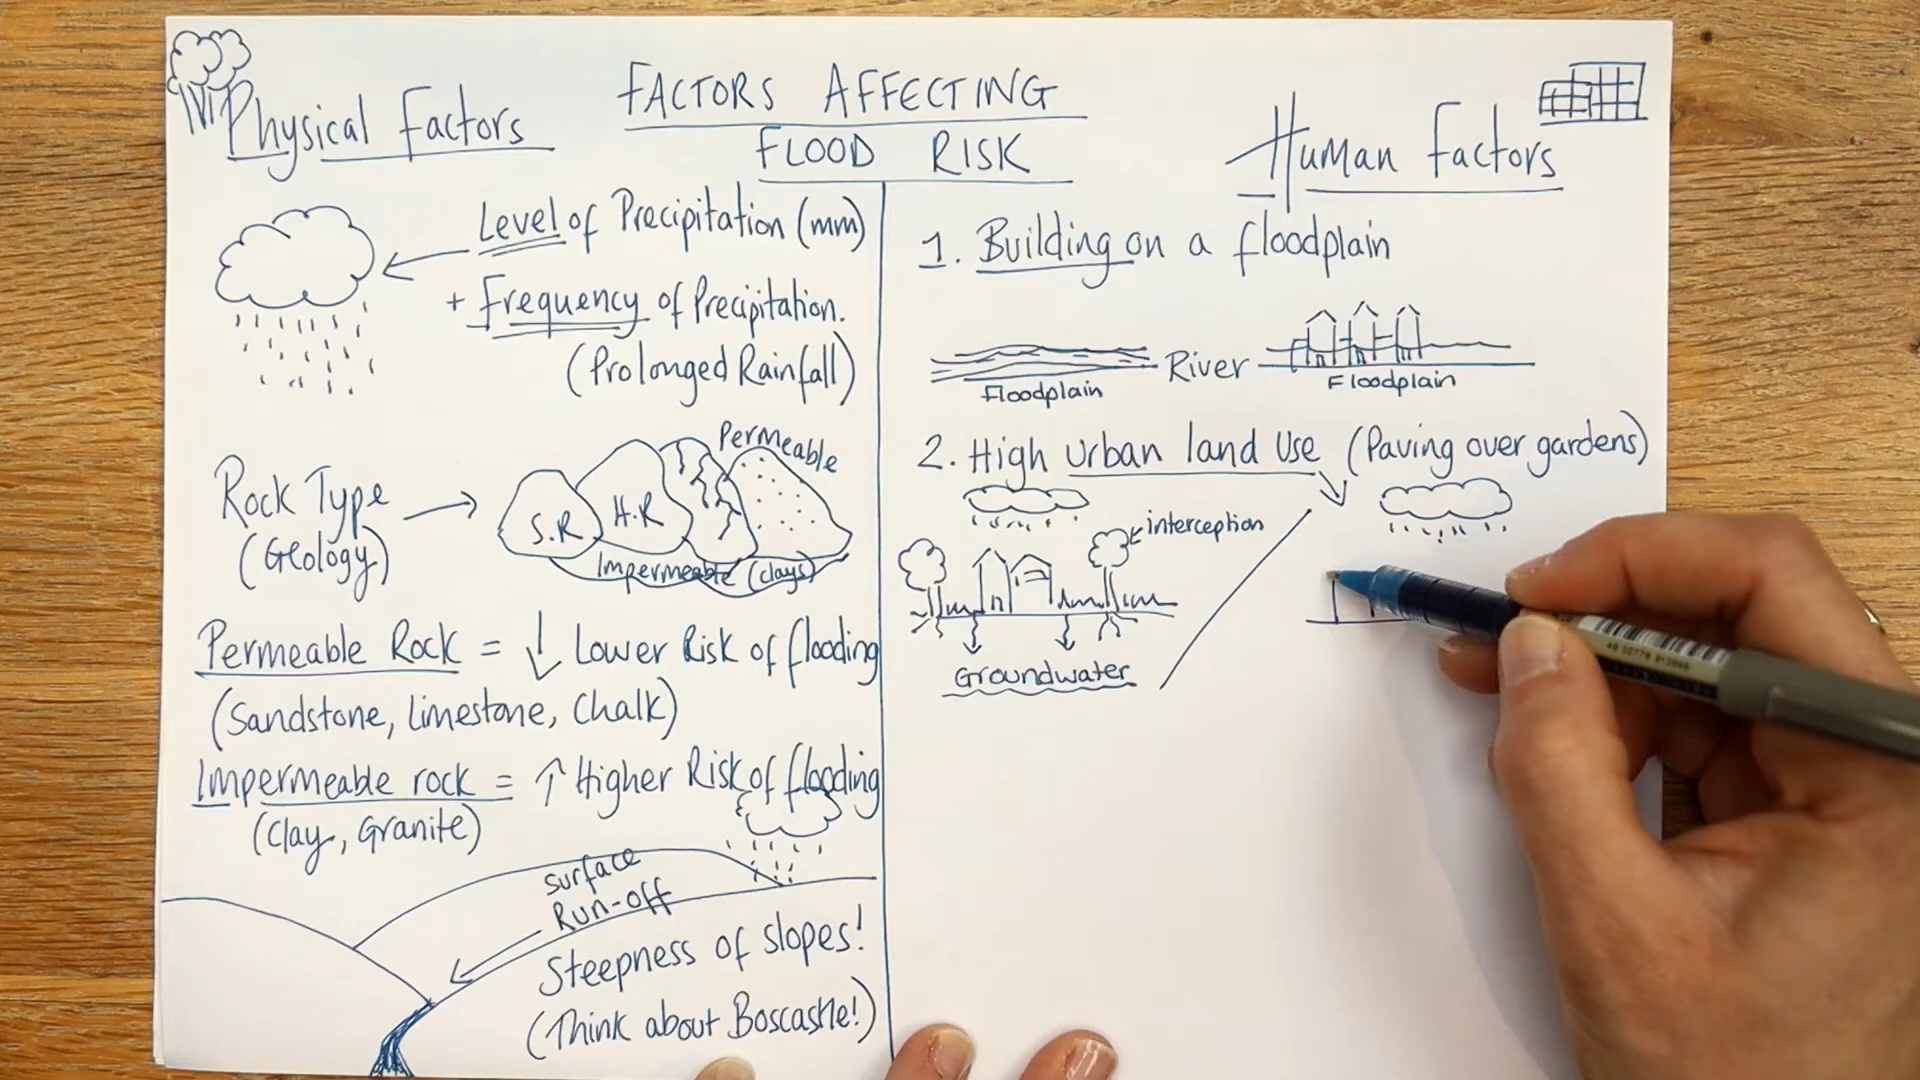 FACTORS AFFECTING
FLOOD RISK
Physical Factors
Level of Precipitation (mm)
+ Frequency of Precipitation.
(Prolonged Rainfall)
Rock Type
(Geology)
S.R
H.R
Permeable
Impermeable (clays)
Permeable Rock = ↓ Lower Risk of flooding
(Sandstone, Limestone, Chalk)
Impermeable rock = ↑ Higher Risk of flooding
(Clay, Granite)
Surface
Run-off
Steepness of slopes!
(Think about Boscastle!)
Human Factors
1. Building on a floodplain
Floodplain
River
Floodplain
2. High Urban land Use (Paving over gardens)
interception
Groundwater